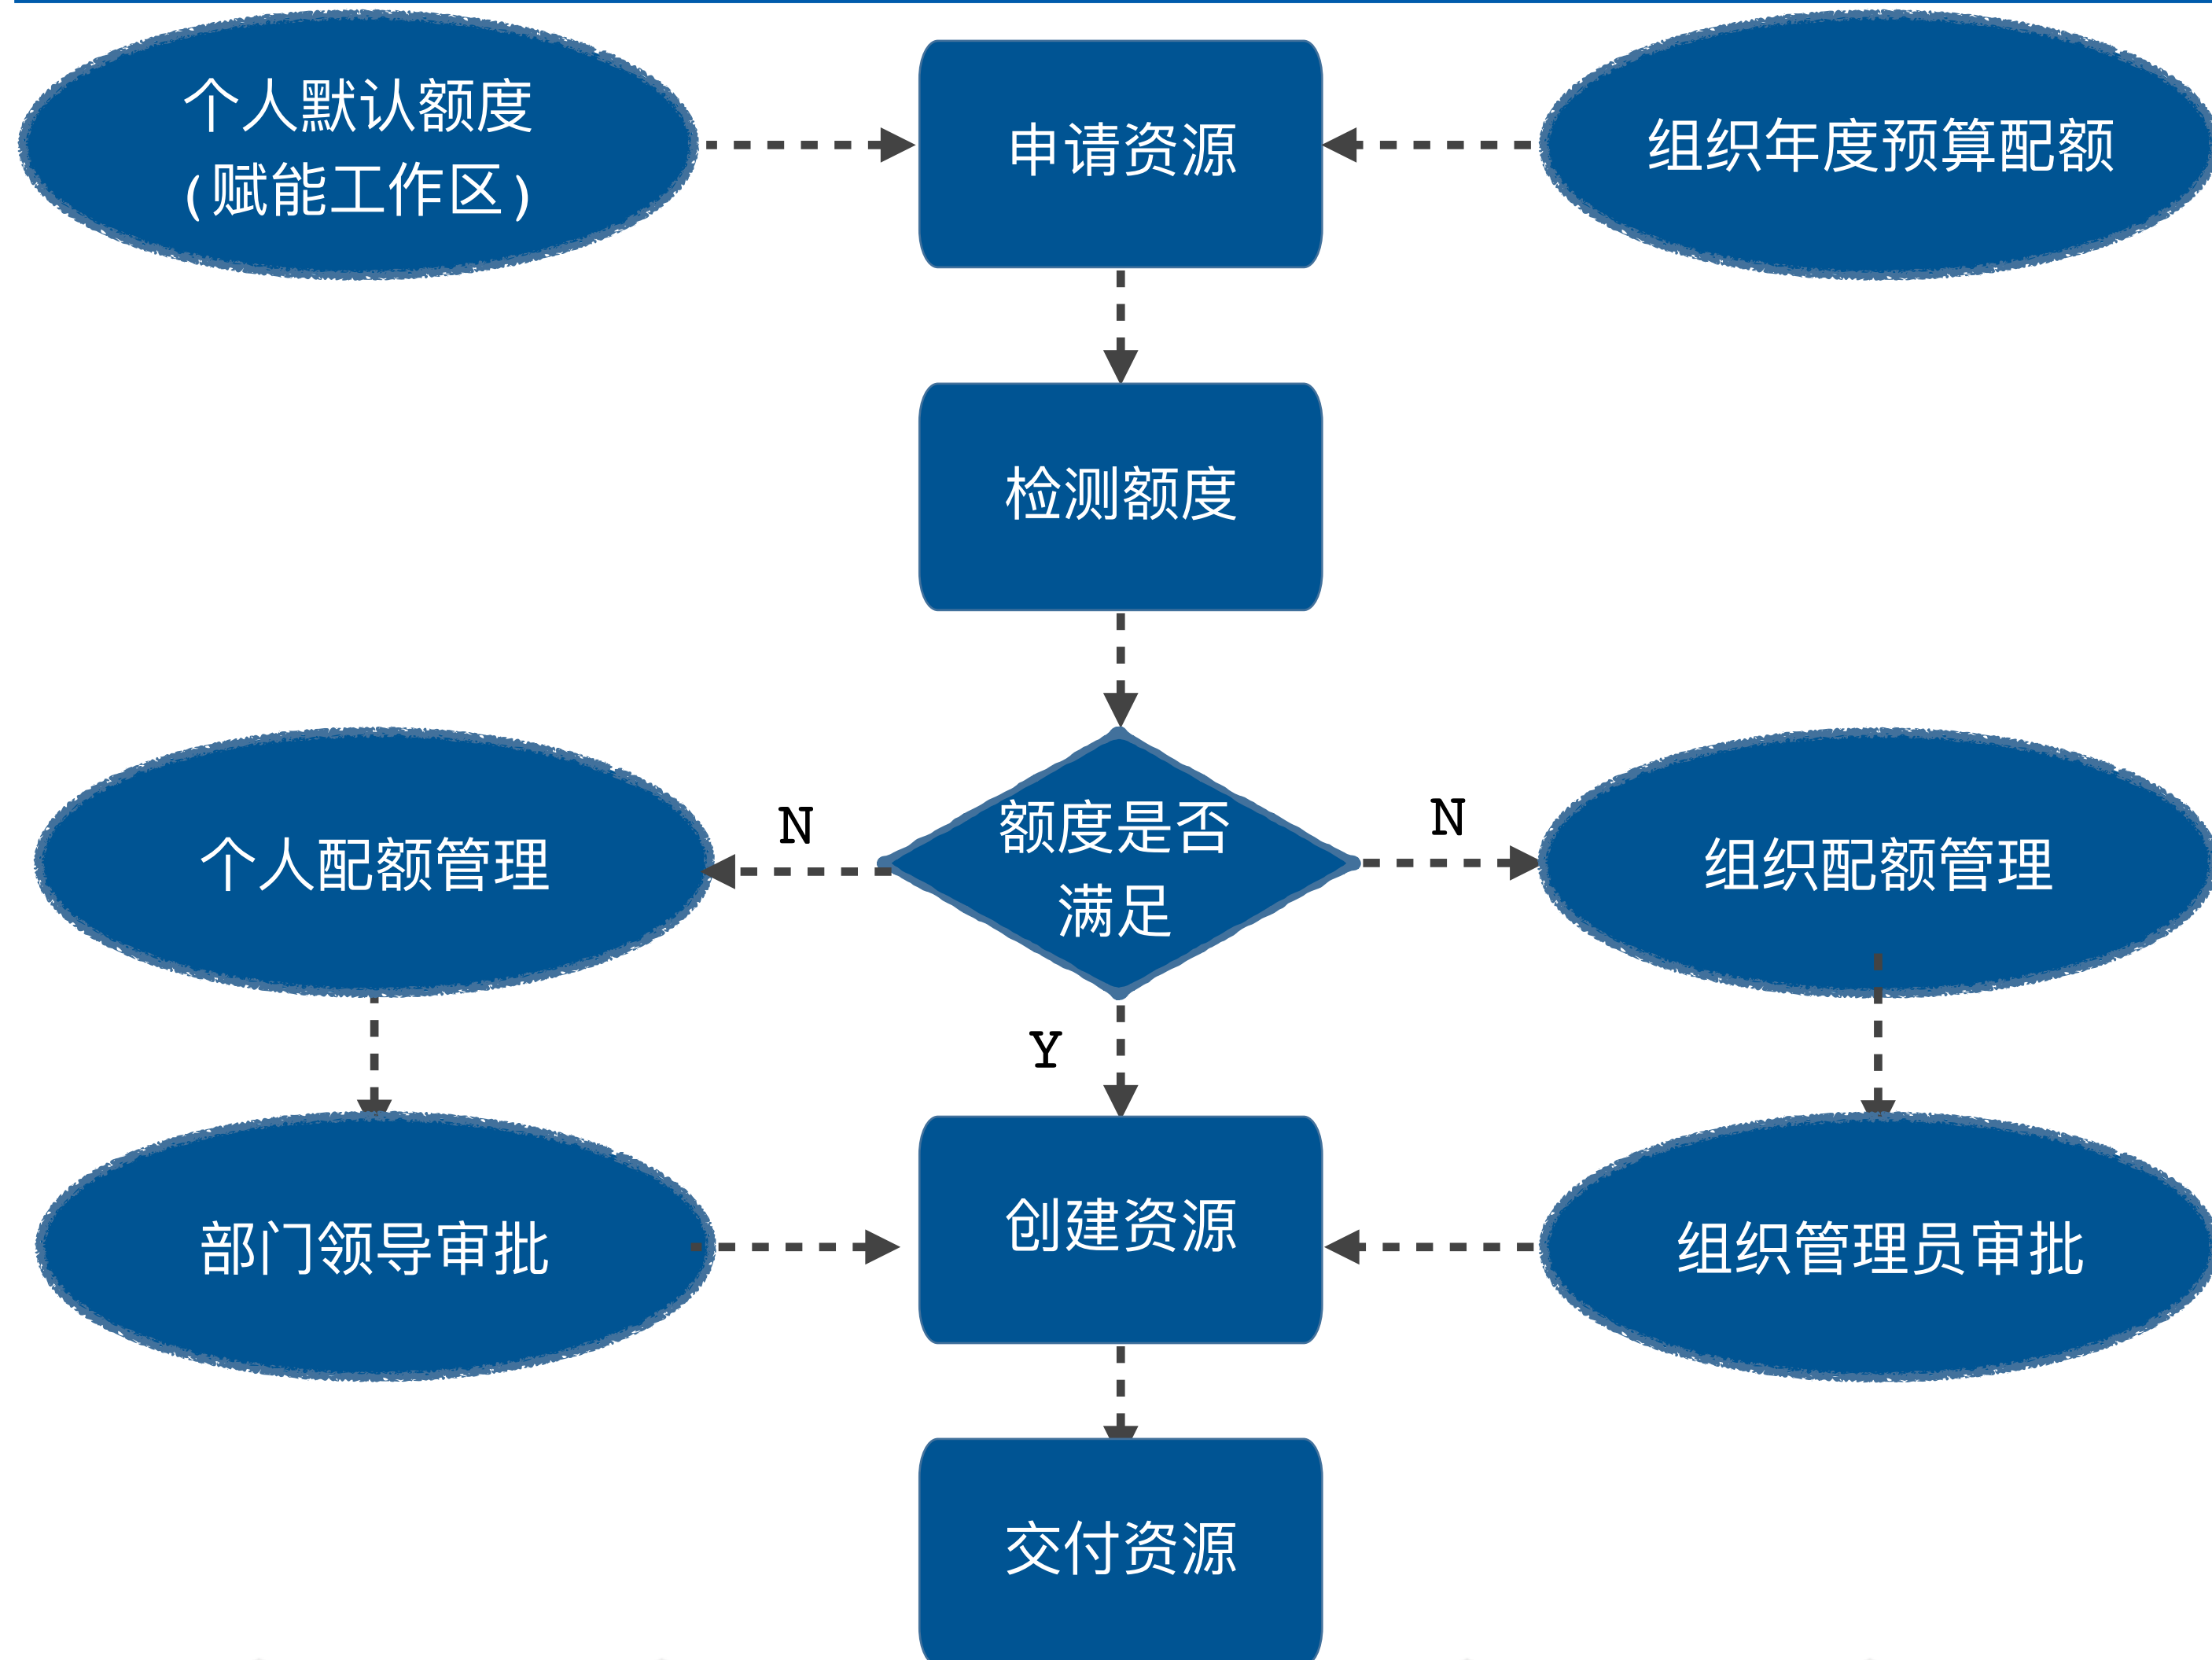 个人默认额度
(赋能工作区)
申请资源
组织年度预算配额
检测额度
个人配额管理
N
额度是否
满足
N
组织配额管理
Y
部门领导审批
创建资源
组织管理员审批
交付资源